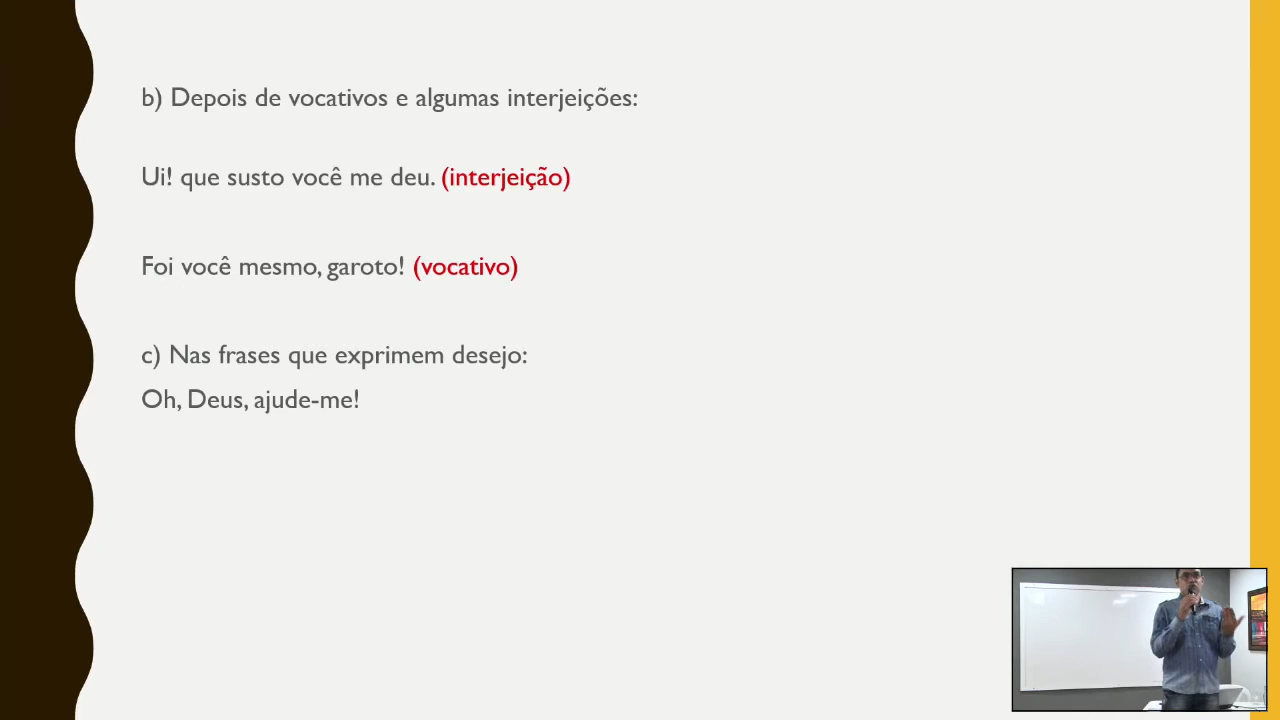 b) Depois de vocativos e algumas interjeições:
Ui! que susto você me deu. (interjeição)
Foi você mesmo, garoto! (vocativo)
c) Nas frases que exprimem desejo:
Oh, Deus, ajude-me!